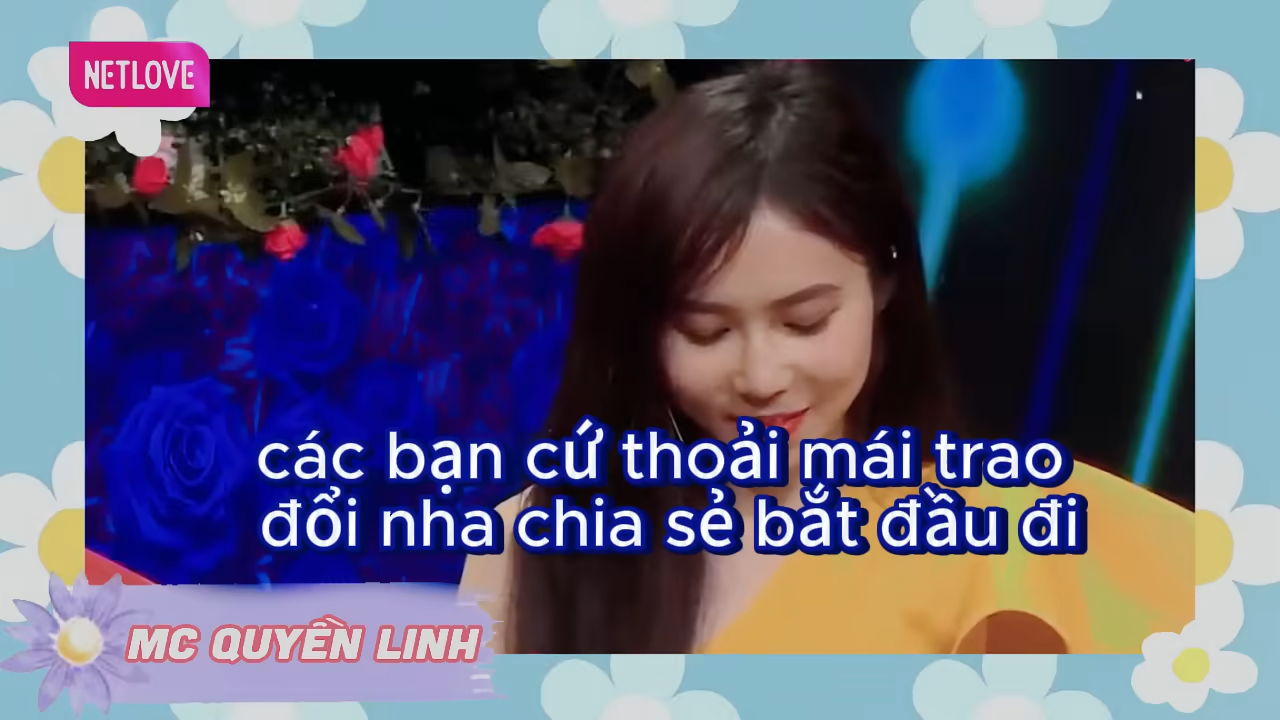 NETLOVE
các bạn cứ thoải mái trao
đổi nha chia sẻ bắt đầu đi
MC QUYỀN LINH